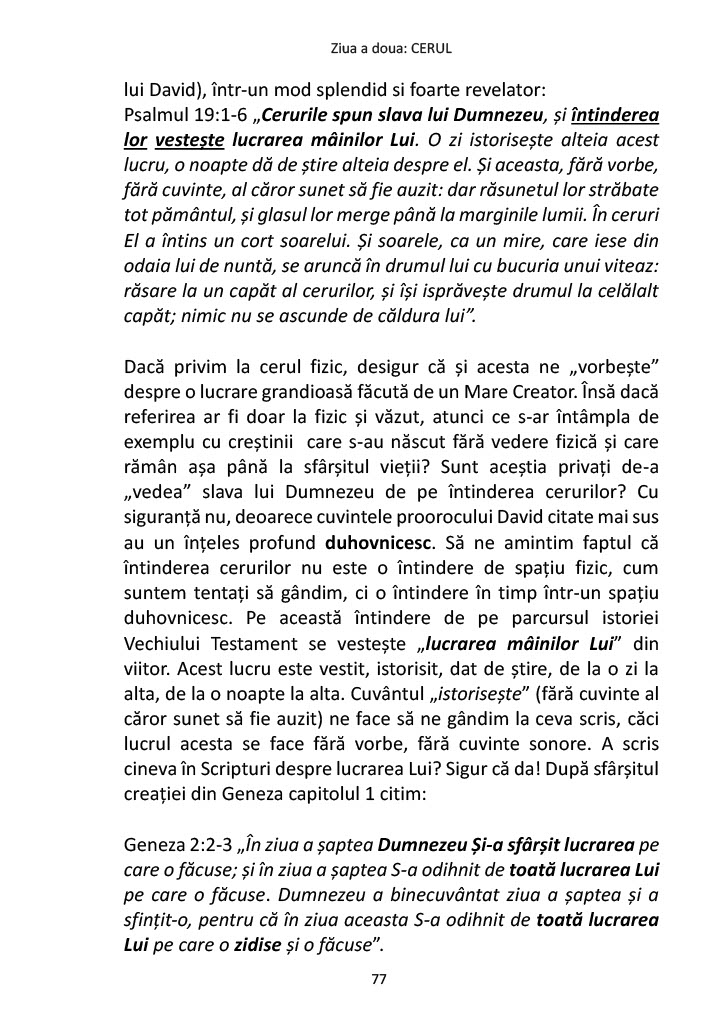 Ziua a doua: CERUL
lui David), într-un mod splendid si foarte revelator:
Psalmul 19:1-6 „Cerurile spun slava lui Dumnezeu, și întinderea
lor vestește lucrarea mâinilor Lui. O zi istorisește alteia acest
lucru, o noapte dă de știre alteia despre el. Și aceasta, fără vorbe,
fără cuvinte, al căror sunet să fie auzit: dar răsunetul lor străbate
tot pământul, și glasul lor merge până la marginile lumii. În ceruri
El a întins un cort soarelui. Și soarele, ca un mire, care iese din
odaia lui de nuntă, se aruncă în drumul lui cu bucuria unui viteaz:
răsare la un capăt al cerurilor, și își isprăvește drumul la celălalt
capăt; nimic nu se ascunde de căldura lui”.
Dacă privim la cerul fizic, desigur că și acesta ne „vorbește”
despre o lucrare grandioasă făcută de un Mare Creator. Însă dacă
referirea ar fi doar la fizic și văzut, atunci ce s-ar întâmpla de
exemplu cu creștinii care s-au născut fără vedere fizică și care
rămân așa până la sfârșitul vieții? Sunt aceștia privați de-a
„vedea” slava lui Dumnezeu de pe întinderea cerurilor? Cu
siguranță nu, deoarece cuvintele proorocului David citate mai sus
au un înțeles profund duhovnicesc. Să ne amintim faptul că
întinderea cerurilor nu este o întindere de spațiu fizic, cum
suntem tentați să gândim, ci o întindere în timp într-un spațiu
duhovnicesc. Pe această întindere de pe parcursul istoriei
Vechiului Testament se vestește „lucrarea mâinilor Lui” din
viitor. Acest lucru este vestit, istorisit, dat de știre, de la o zi la
alta, de la o noapte la alta. Cuvântul „istorisește” (fără cuvinte al
căror sunet să fie auzit) ne face să ne gândim la ceva scris, căci
lucrul acesta se face fără vorbe, fără cuvinte sonore. A scris
cineva în Scripturi despre lucrarea Lui? Sigur că da! După sfârșitul
creației din Geneza capitolul 1 citim:
Geneza 2:2-3 „În ziua a șaptea Dumnezeu Și-a sfârșit lucrarea pe
care o făcuse; și în ziua a șaptea S-a odihnit de toată lucrarea Lui
pe care o făcuse. Dumnezeu a binecuvântat ziua a șaptea și a
sfințit-o, pentru că în ziua aceasta S-a odihnit de toată lucrarea
Lui pe care o zidise și o făcuse”.
77